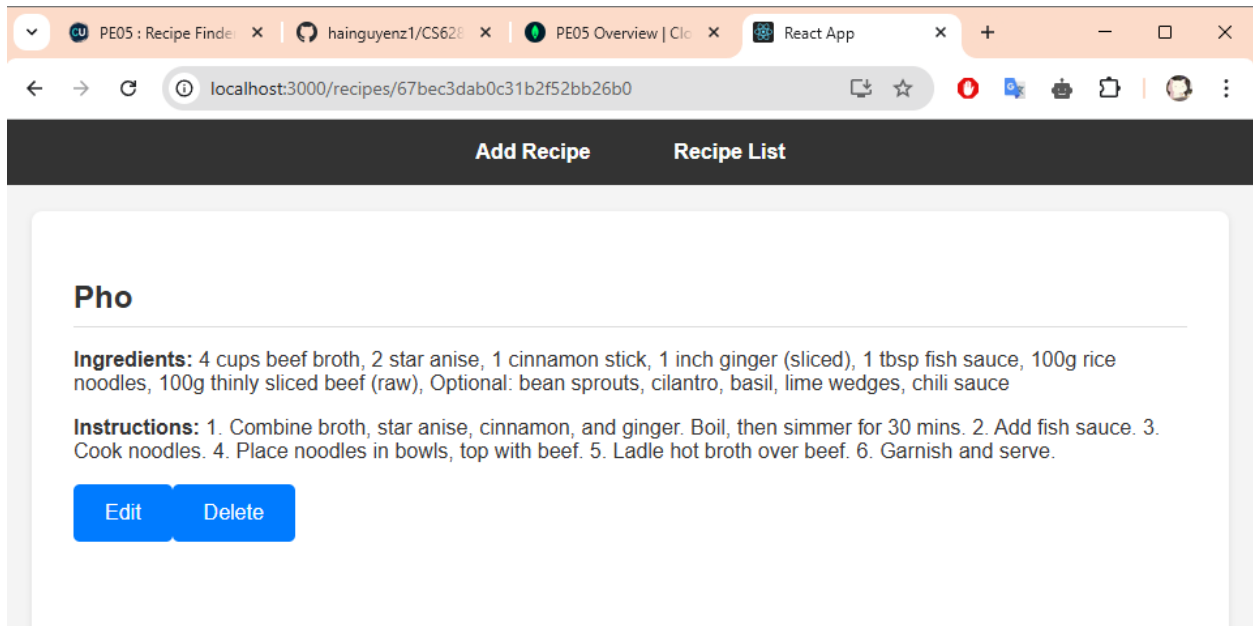 PE05 : Recipe Finde
hainguyenz1/CS628
PE05 Overview | Clo
React App
localhost:3000/recipes/67bec3dab0c31b2f52bb26b0
Add Recipe
Recipe List
Pho
Ingredients: 4 cups beef broth, 2 star anise, 1 cinnamon stick, 1 inch ginger (sliced), 1 tbsp fish sauce, 100g rice
noodles, 100g thinly sliced beef (raw), Optional: bean sprouts, cilantro, basil, lime wedges, chili sauce
Instructions: 1. Combine broth, star anise, cinnamon, and ginger. Boil, then simmer for 30 mins. 2. Add fish sauce. 3.
Cook noodles. 4. Place noodles in bowls, top with beef. 5. Ladle hot broth over beef. 6. Garnish and serve.
Edit
Delete